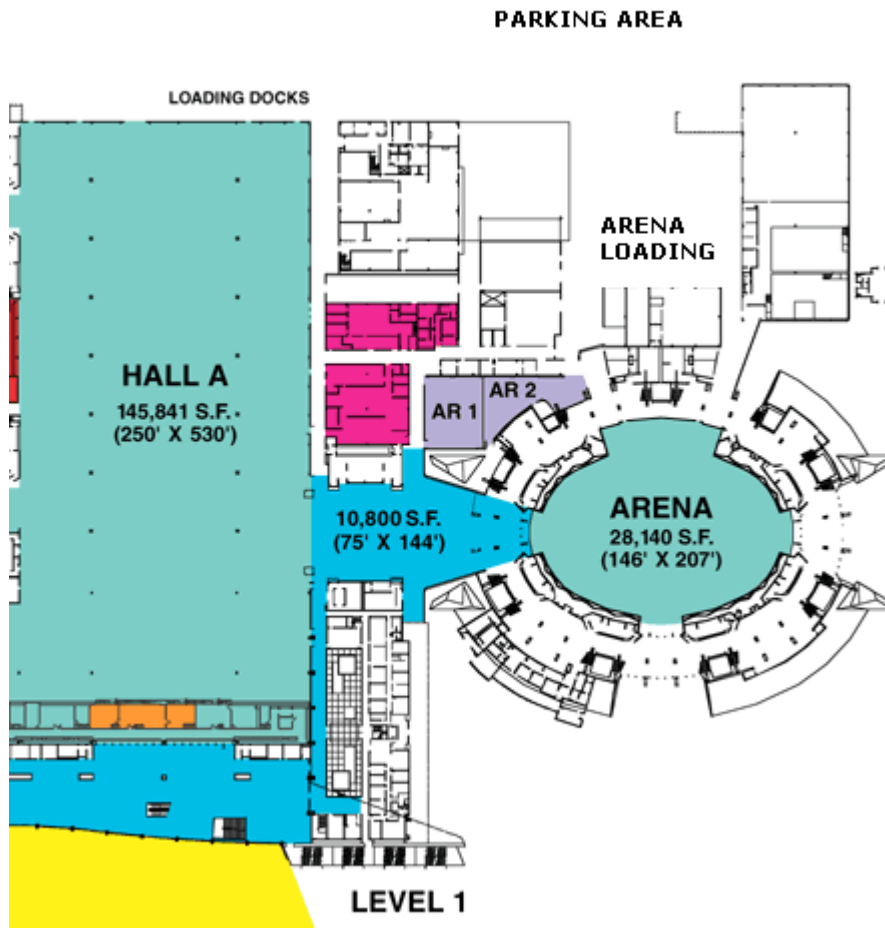 PARKING AREA
LOADING DOCKS
ARENA
LOADING
HALL A
145,841 S.F.
(250' X 530')
AR 1
AR 2
10,800 S.F.
(75' X 144')
ARENA
28,140 S.F.
(146' X 207')
LEVEL 1